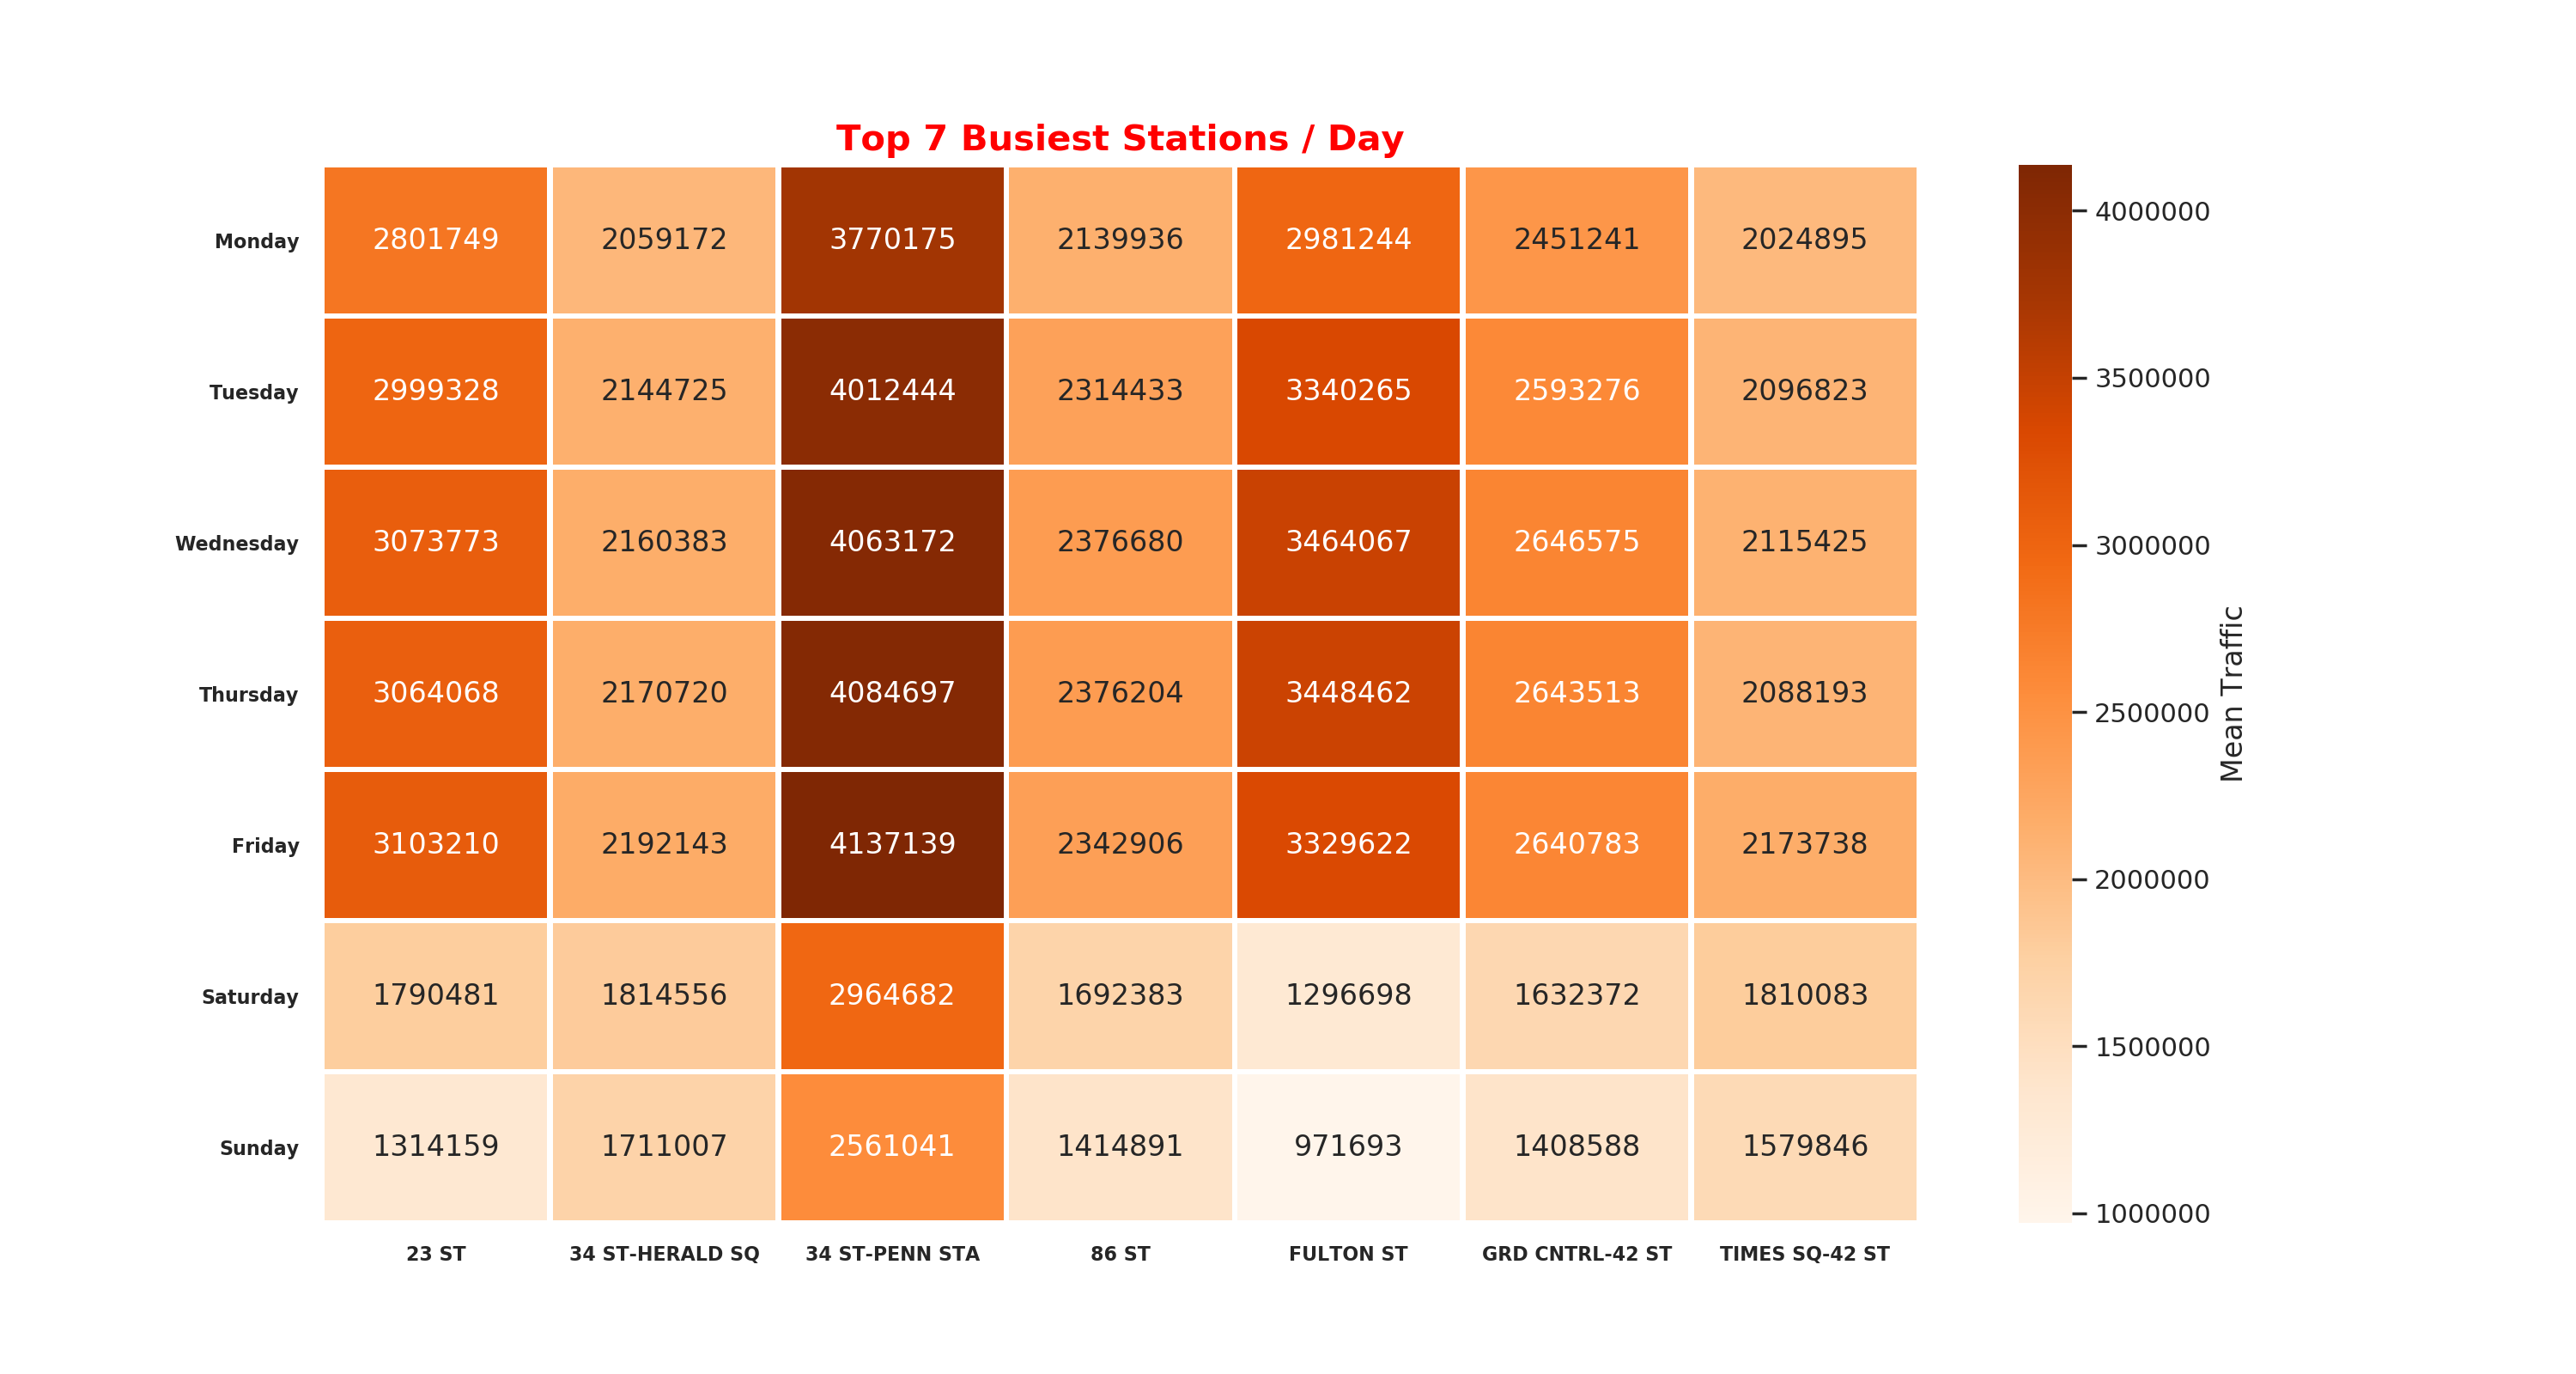 Top 7 Busiest Stations / Day
Monday 2801749 2059172 3770175 2139936 2981244 2451241 2024895
Tuesday 2999328 2144725 4012444 2314433 3340265 2593276 2096823
Wednesday 3073773 2160383 4063172 2376680 3464067 2646575 2115425
Thursday 3064068 2170720 4084697 2376204 3448462 2643513 2088193
Friday 3103210 2192143 4137139 2342906 3329622 2640783 2173738
Saturday 1790481 1814556 2964682 1692383 1296698 1632372 1810083
Sunday 1314159 1711007 2561041 1414891 971693 1408588 1579846
23 ST 34 ST-HERALD SQ 34 ST-PENN STA 86 ST FULTON ST GRD CNTRL-42 ST TIMES SQ-42 ST
4000000
3500000
3000000
2500000
2000000
1500000
1000000
Mean Traffic